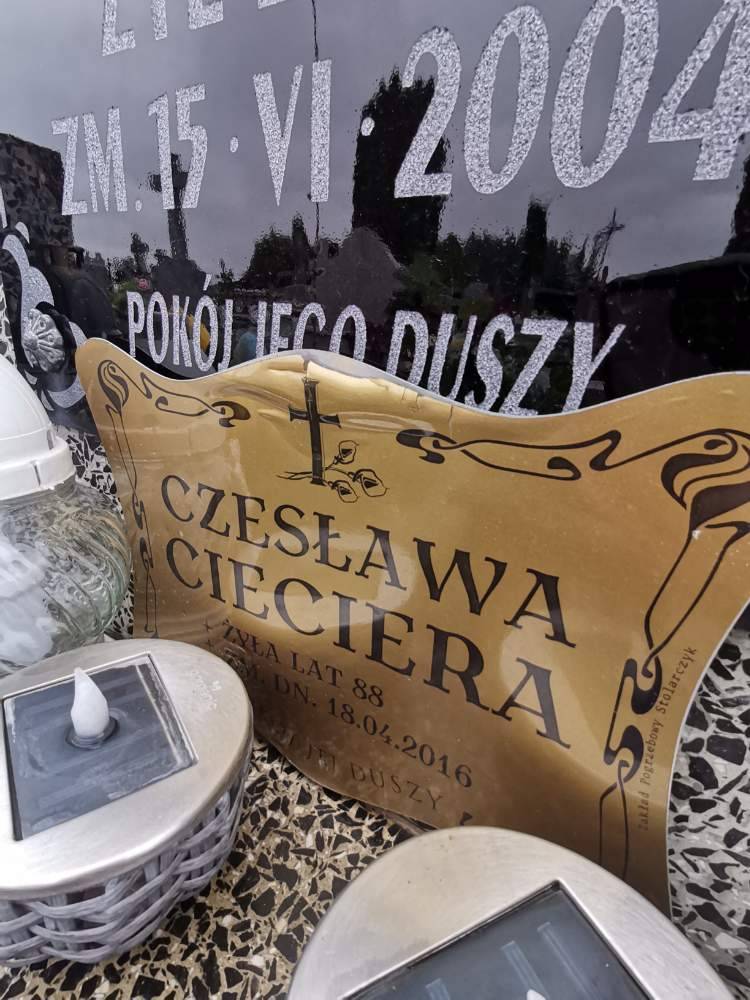 ZM. 15 · VI · 2004
POKÓJ JEGO DUSZY
CZESŁAWA
CIECIERA
† ŻYŁA LAT 88
ZM. DN. 18.04.2016
JEJ DUSZY
Zakład Pogrzebowy Stolarczyk